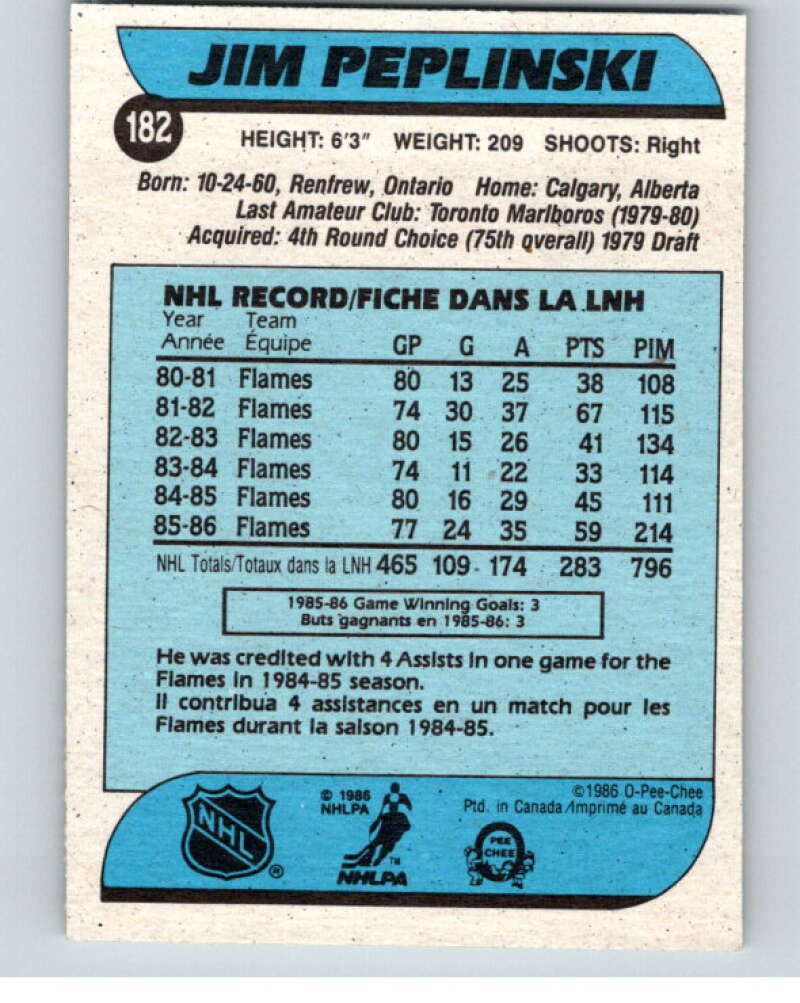 JIM PEPLINSKI
182
HEIGHT: 6'3" WEIGHT: 209 SHOOTS: Right
Born: 10-24-60, Renfrew, Ontario Home: Calgary, Alberta
Last Amateur Club: Toronto Marlboros (1979-80)
Acquired: 4th Round Choice (75th overall) 1979 Draft
NHL RECORD/FICHE DANS LA LNH
Year Team
Année Équipe GP G A PTS PIM
80-81 Flames 80 13 25 38 108
81-82 Flames 74 30 37 67 115
82-83 Flames 80 15 26 41 134
83-84 Flames 74 11 22 33 114
84-85 Flames 80 16 29 45 111
85-86 Flames 77 24 35 59 214
NHL Totals/Totaux dans la LNH 465 109 174 283 796
1985-86 Game Winning Goals: 3
Buts gagnants en 1985-86: 3
He was credited with 4 Assists in one game for the
Flames in 1984-85 season.
Il contribua 4 assistances en un match pour les
Flames durant la saison 1984-85.
NHL ®
© 1986
NHLPA
TM
NHLPA
© 1986 O-Pee-Chee
Ptd. in Canada/Imprimé au Canada
PEE
CHEE